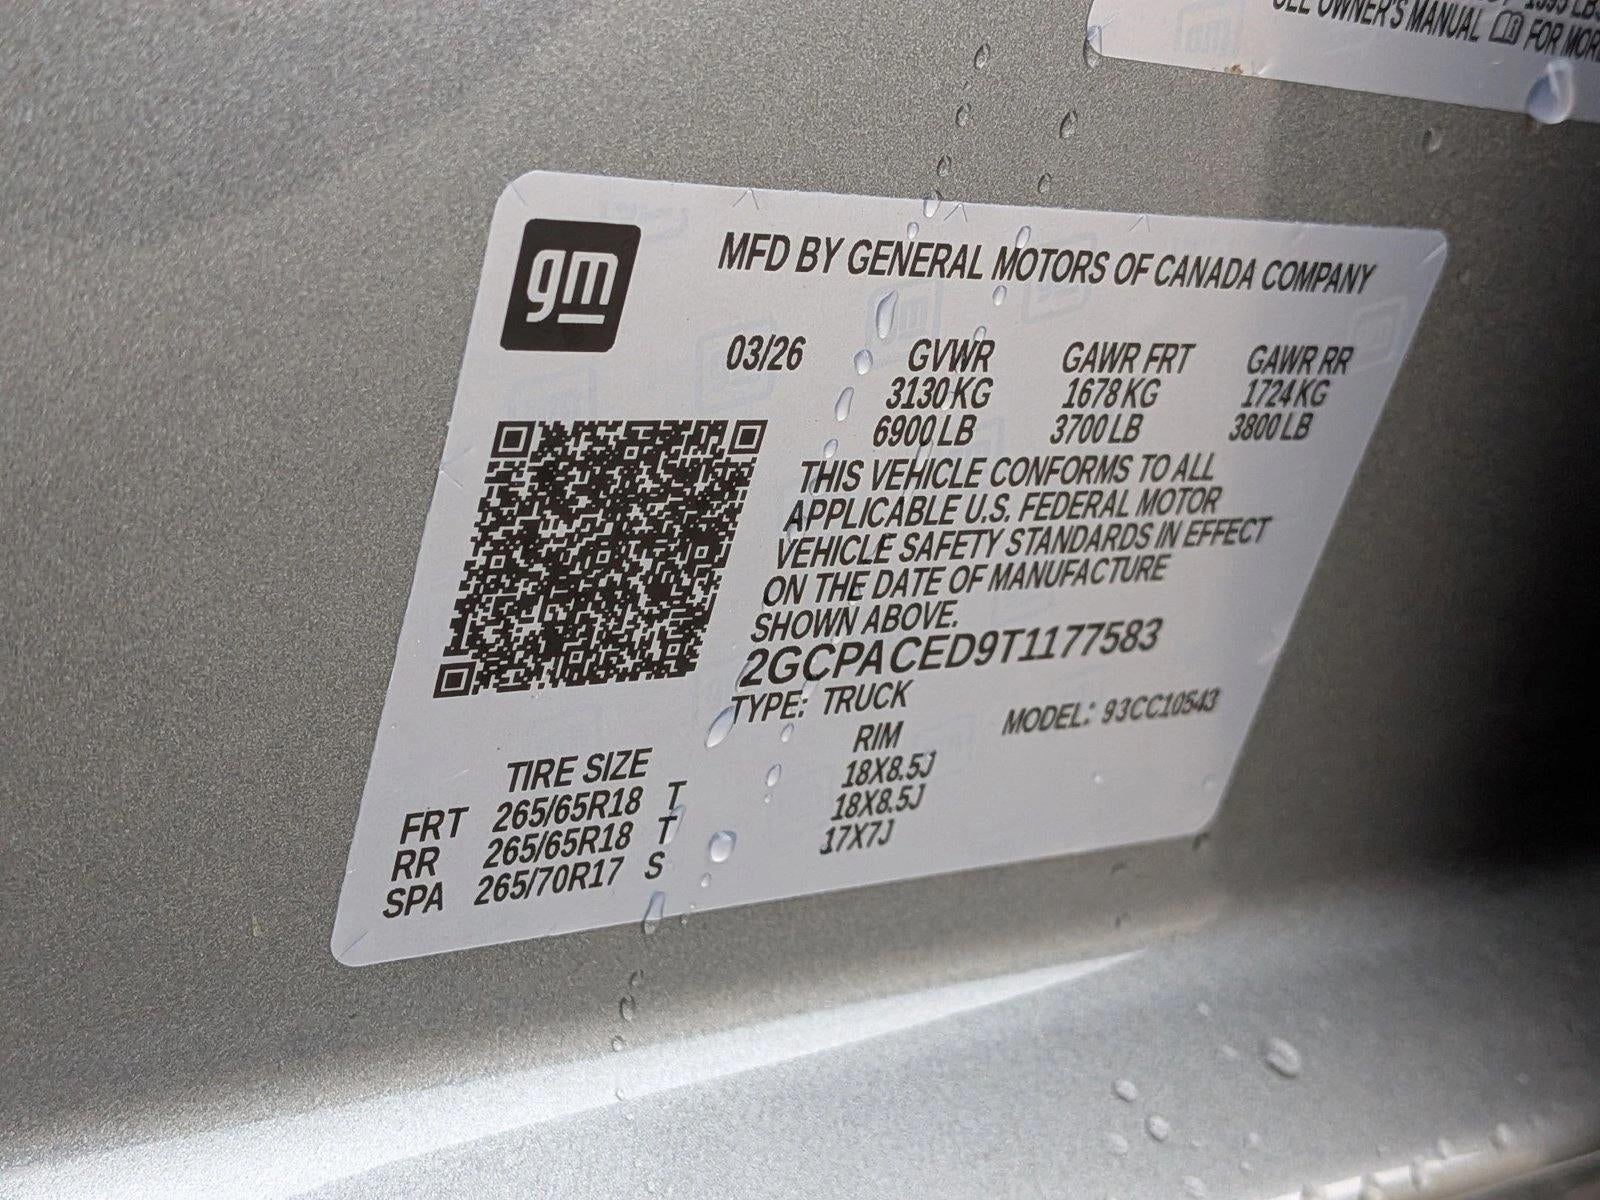 1595 LBS
SEE OWNER'S MANUAL FOR MORE
gm
MFD BY GENERAL MOTORS OF CANADA COMPANY
03/26 GVWR GAWR FRT GAWR RR
3130 KG 1678 KG 1724 KG
6900 LB 3700 LB 3800 LB
THIS VEHICLE CONFORMS TO ALL
APPLICABLE U.S. FEDERAL MOTOR
VEHICLE SAFETY STANDARDS IN EFFECT
ON THE DATE OF MANUFACTURE
SHOWN ABOVE.
2GCPACED9T1177583
TYPE: TRUCK MODEL: 93CC10543
TIRE SIZE RIM
FRT 265/65R18 T 18X8.5J
RR 265/65R18 T 18X8.5J
SPA 265/70R17 S 17X7J